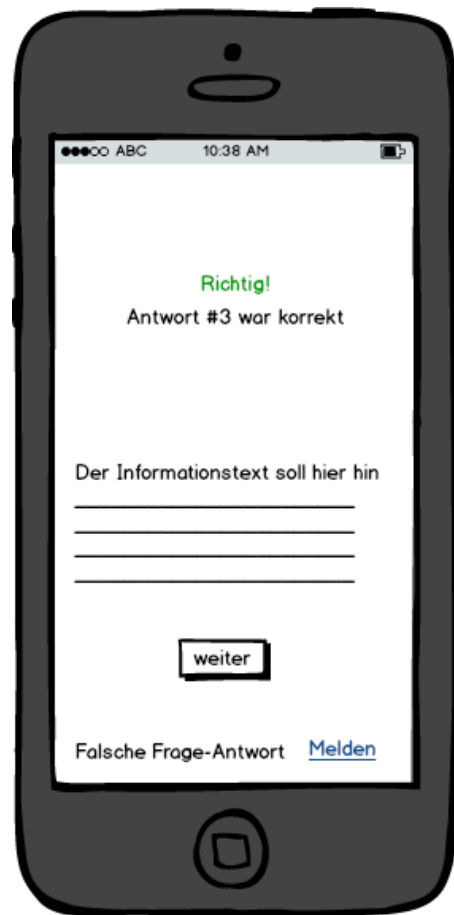 ABC 10:38 AM
Richtig!
Antwort #3 war korrekt
Der Informationstext soll hier hin
weiter
Falsche Frage-Antwort Melden